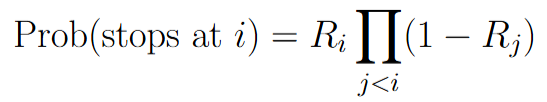 Prob(stops at i) = R_i ∏_{j<i} (1 − R_j)